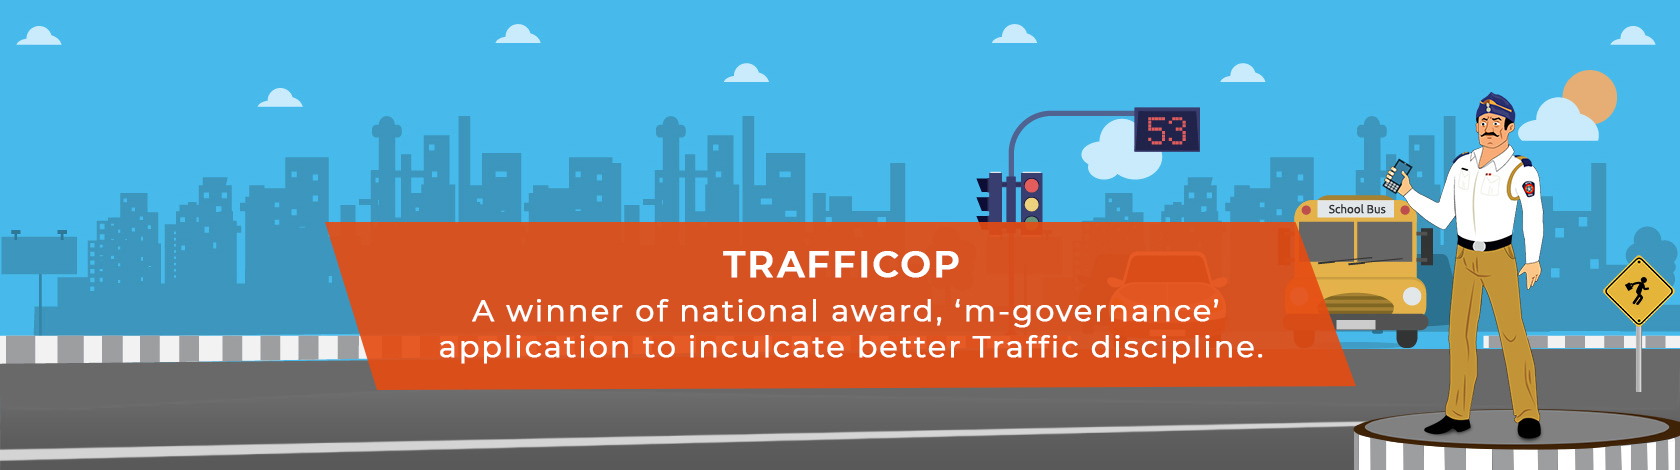 53
School Bus
TRAFFICOP
A winner of national award, ‘m-governance’
application to inculcate better Traffic discipline.